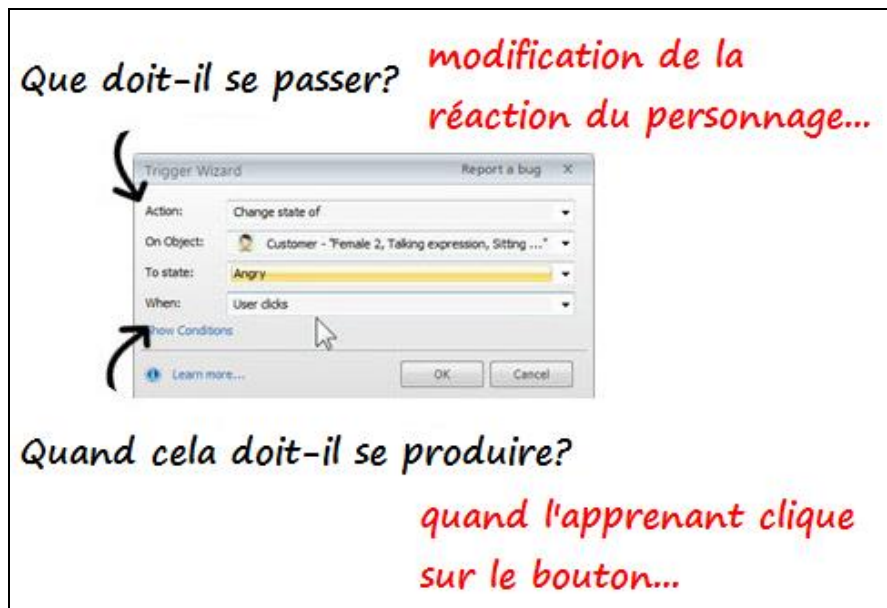 Que doit-il se passer?
modification de la
réaction du personnage...
Trigger Wizard Report a bug X
Action: Change state of
On Object: Customer - "Female 2, Talking expression, Sitting ..."
To state: Angry
When: User clicks
Show Conditions
Learn more... OK Cancel
Quand cela doit-il se produire?
quand l'apprenant clique
sur le bouton...